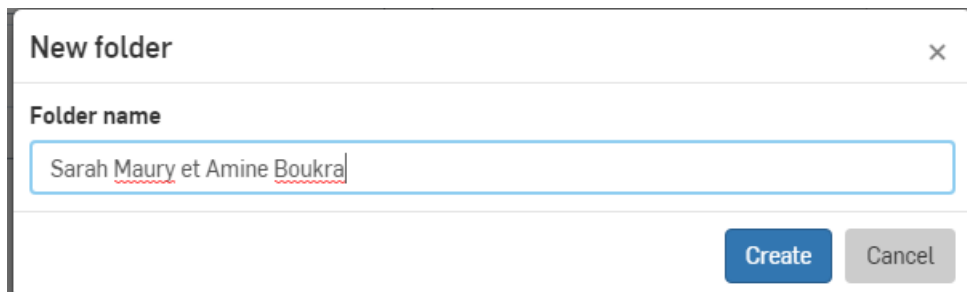 New folder
×
Folder name
Sarah Maury et Amine Boukra
Create Cancel